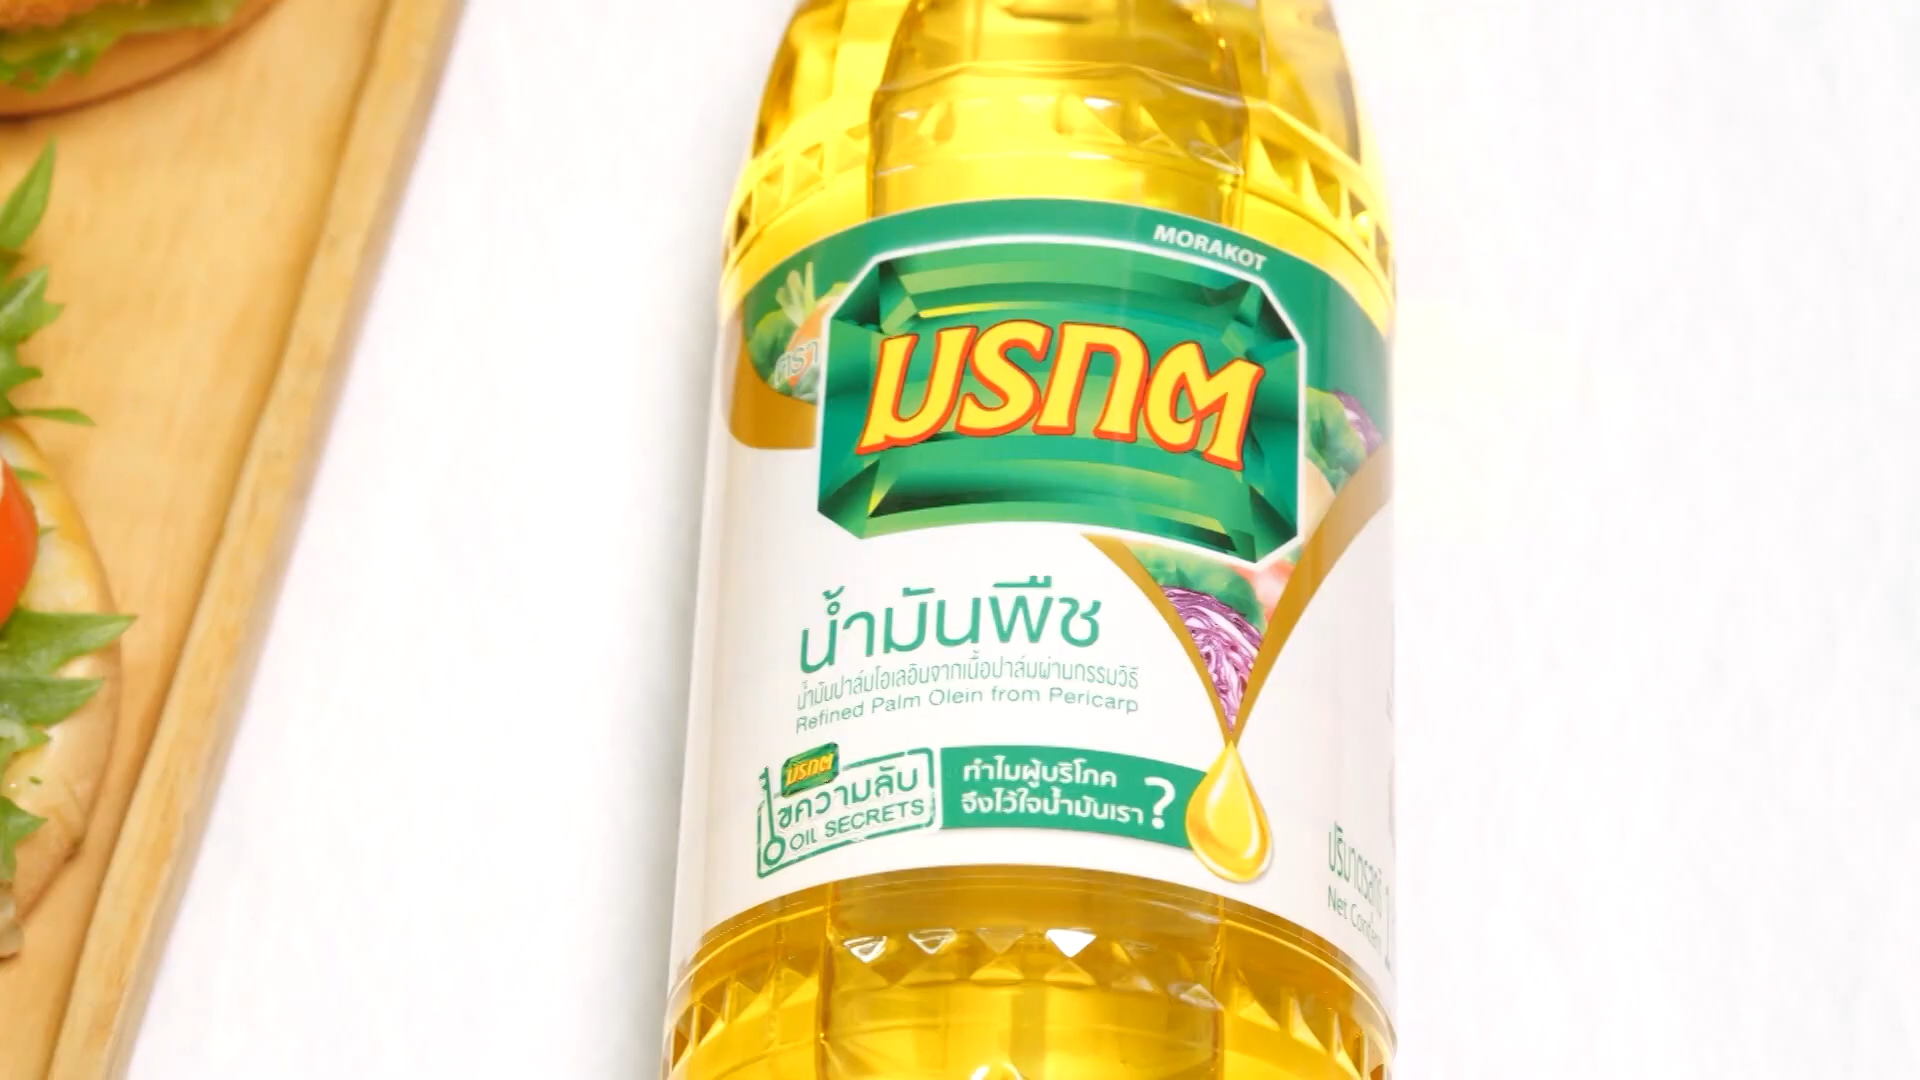 MORAKOT
ตรา
มรกต
น้ำมันพืช
น้ำมันปาล์มโอเลอินจากเนื้อปาล์มผ่านกรรมวิธี
Refined Palm Olein from Pericarp
มรกต
ไขความลับ
OIL SECRETS
ทำไมผู้บริโภค
จึงไว้ใจน้ำมันเรา?
ปริมาตรสุทธิ
Net Content